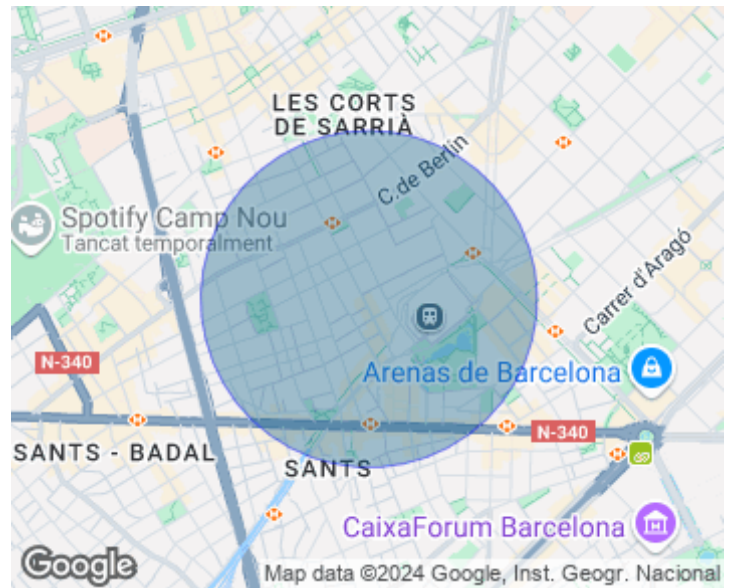 LES CORTS
DE SARRIÀ
C. de Berlin
Spotify Camp Nou
Tancat temporalment
Carrer d'Aragó
N-340
Arenas de Barcelona
N-340
SANTS - BADAL
SANTS
CaixaForum Barcelona
Google
Map data ©2024 Google, Inst. Geogr. Nacional